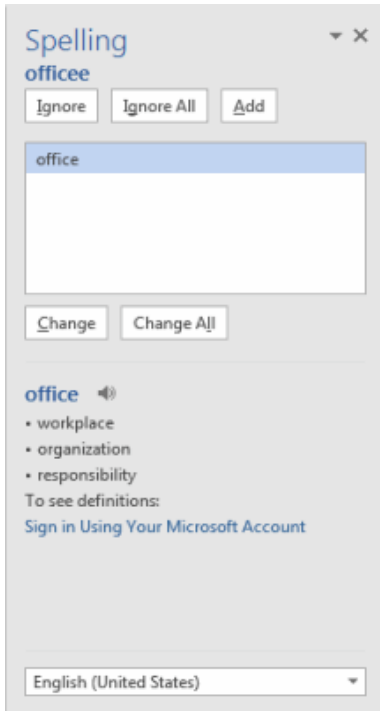 Spelling
officee
Ignore Ignore All Add
office
Change Change All
office
• workplace
• organization
• responsibility
To see definitions:
Sign in Using Your Microsoft Account
English (United States)